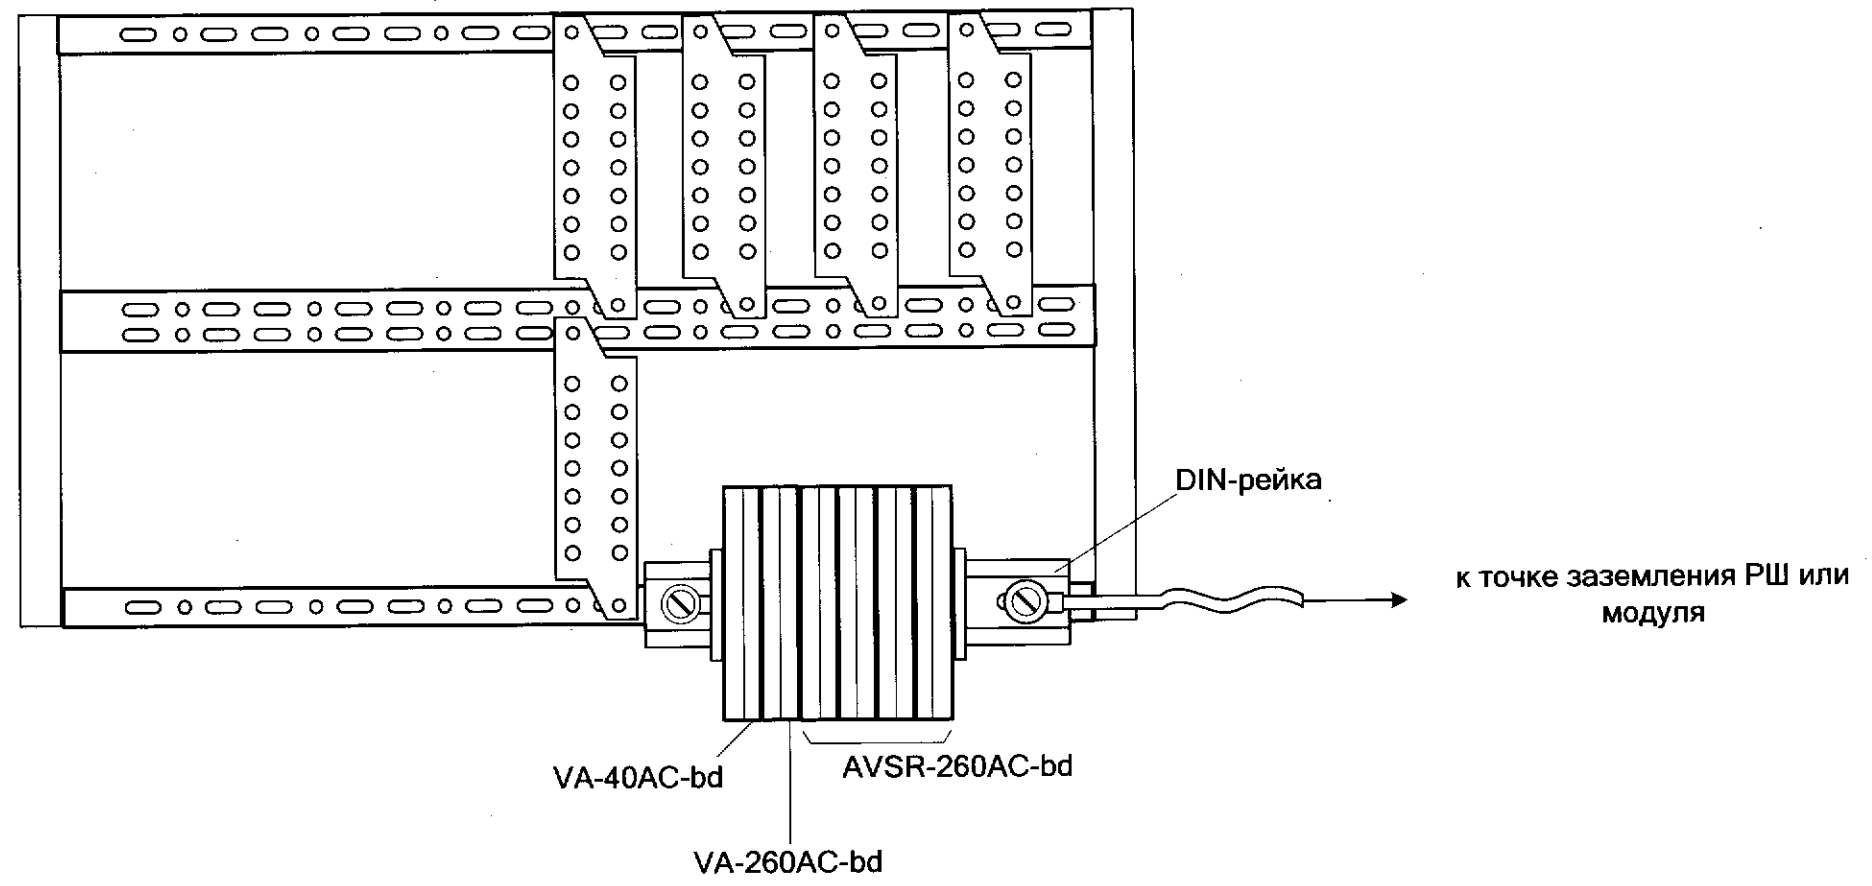 DIN-рейка
к точке заземления РШ или
модуля
AVSR-260AC-bd
VA-40AC-bd
VA-260AC-bd